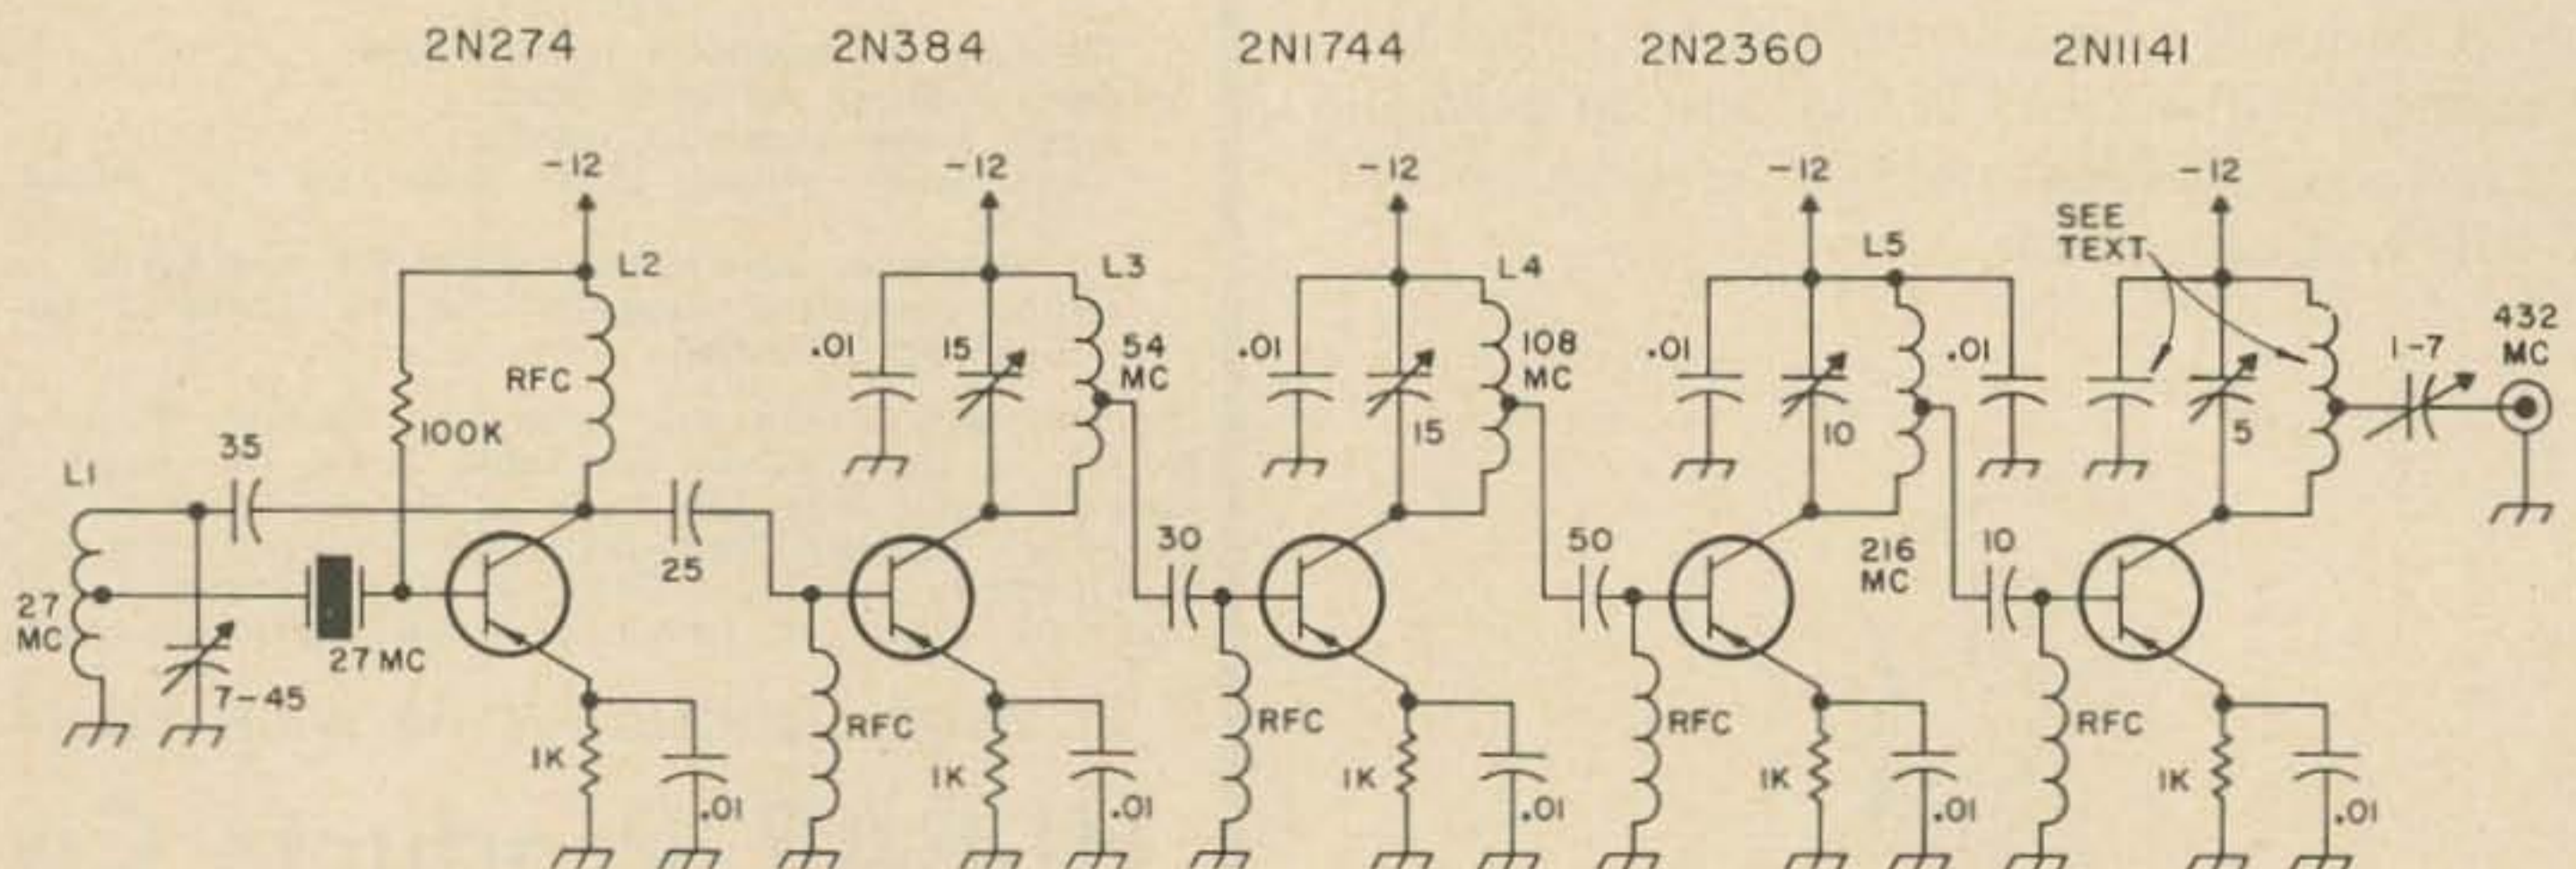 2N274 2N384 2N1744 2N2360 2N1141
-12 -12 -12 -12 -12
SEE
TEXT
L2 L3 L4 L5
.01 15 54
MC
.01 108
MC
.01 .01 1-7 432
MC
RFC
100K 15 10 5
35
L1
25 30 50 216
MC
10
27
MC
27 MC
7-45
RFC RFC RFC RFC
1K 1K 1K 1K 1K
.01 .01 .01 .01 .01